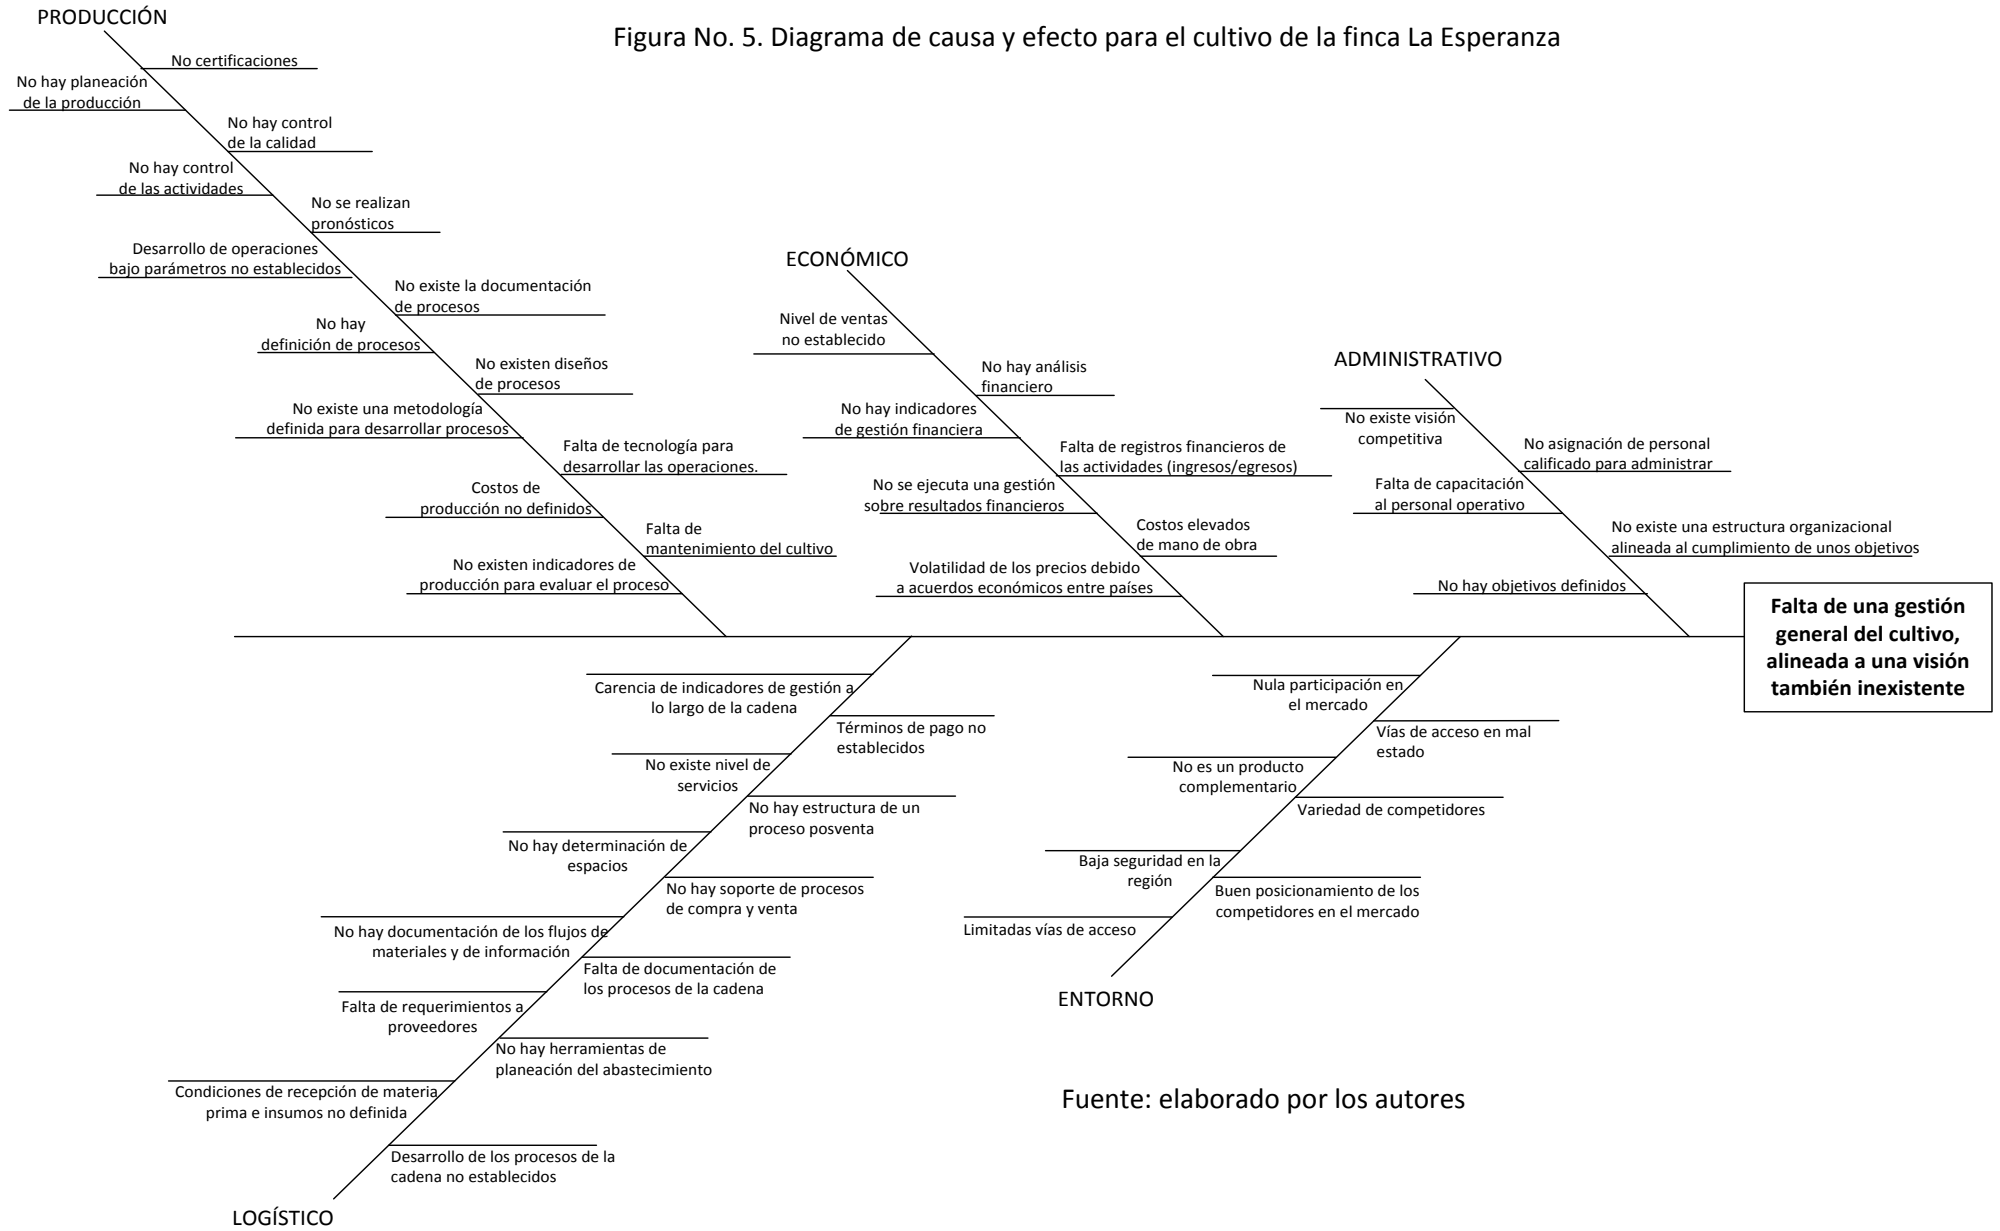 Figura No. 5. Diagrama de causa y efecto para el cultivo de la finca La Esperanza
PRODUCCIÓN
No certificaciones
No hay planeación
de la producción
No hay control
de la calidad
No hay control
de las actividades
No se realizan
pronósticos
Desarrollo de operaciones
bajo parámetros no establecidos
No existe la documentación
de procesos
No hay
definición de procesos
No existen diseños
de procesos
No existe una metodología
definida para desarrollar procesos
Falta de tecnología para
desarrollar las operaciones.
Costos de
producción no definidos
Falta de
mantenimiento del cultivo
No existen indicadores de
producción para evaluar el proceso
ECONÓMICO
Nivel de ventas
no establecido
No hay análisis
financiero
No hay indicadores
de gestión financiera
Falta de registros financieros de
las actividades (ingresos/egresos)
No se ejecuta una gestión
sobre resultados financieros
Costos elevados
de mano de obra
Volatilidad de los precios debido
a acuerdos económicos entre países
ADMINISTRATIVO
No existe visión
competitiva
No asignación de personal
calificado para administrar
Falta de capacitación
al personal operativo
No existe una estructura organizacional
alineada al cumplimiento de unos objetivos
No hay objetivos definidos
Falta de una gestión
general del cultivo,
alineada a una visión
también inexistente
Carencia de indicadores de gestión a
lo largo de la cadena
Términos de pago no
establecidos
No existe nivel de
servicios
No hay estructura de un
proceso posventa
No hay determinación de
espacios
No hay soporte de procesos
de compra y venta
No hay documentación de los flujos de
materiales y de información
Falta de documentación de
los procesos de la cadena
Falta de requerimientos a
proveedores
No hay herramientas de
planeación del abastecimiento
Condiciones de recepción de materia
prima e insumos no definida
Desarrollo de los procesos de la
cadena no establecidos
LOGÍSTICO
Nula participación en
el mercado
Vías de acceso en mal
estado
No es un producto
complementario
Variedad de competidores
Baja seguridad en la
región
Buen posicionamiento de los
competidores en el mercado
Limitadas vías de acceso
ENTORNO
Fuente: elaborado por los autores